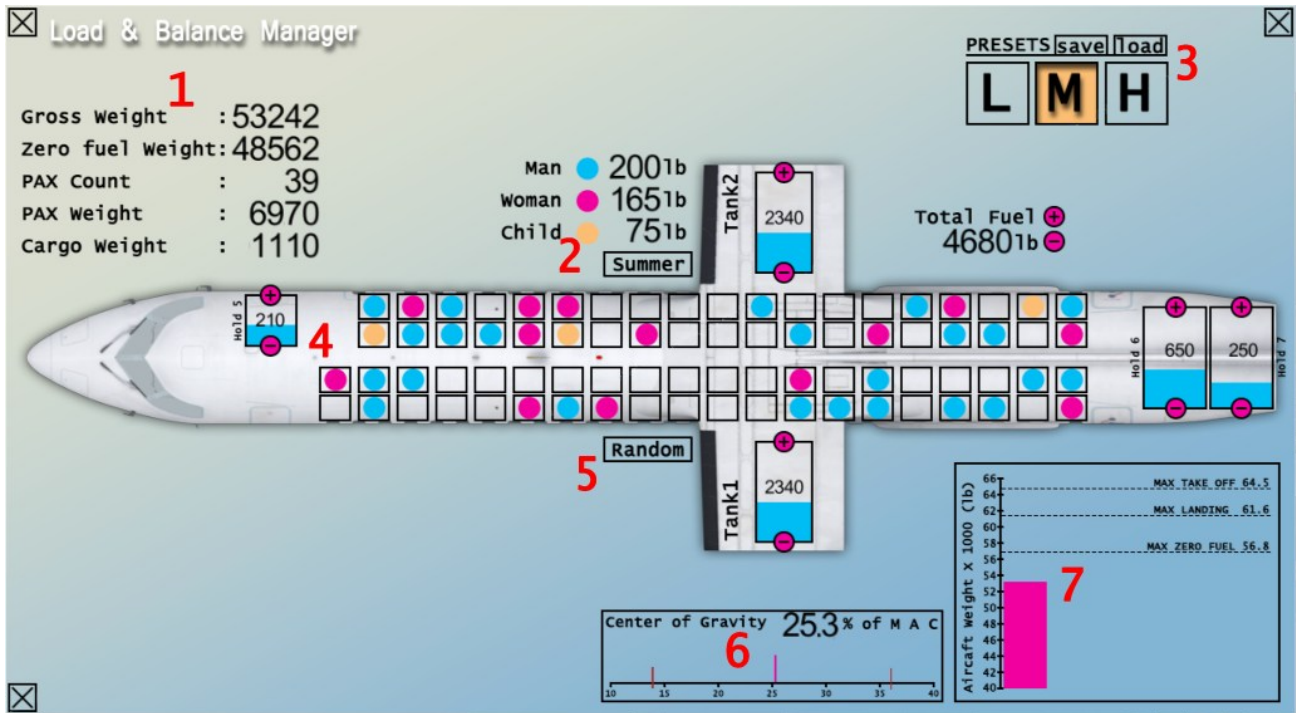 Load & Balance Manager
1
Gross Weight : 53242
Zero fuel Weight: 48562
PAX Count : 39
PAX Weight : 6970
Cargo Weight : 1110
Man 200lb
Woman 165lb
Child 75lb
2
Summer
PRESETS save load
3
L M H
Total Fuel +
4680lb -
Tank2
+
2340
-
Hold 5
+
210
-
4
Hold 6
+
650
-
+
250
-
Hold 7
Random
5
Tank1
+
2340
-
Center of Gravity 25.3 % of M A C
6
10 15 20 25 30 35 40
Aircaft Weight X 1000 (lb)
66
64
62
60
58
56
54
52
50
48
46
44
42
40
MAX TAKE OFF 64.5
MAX LANDING 61.6
MAX ZERO FUEL 56.8
7